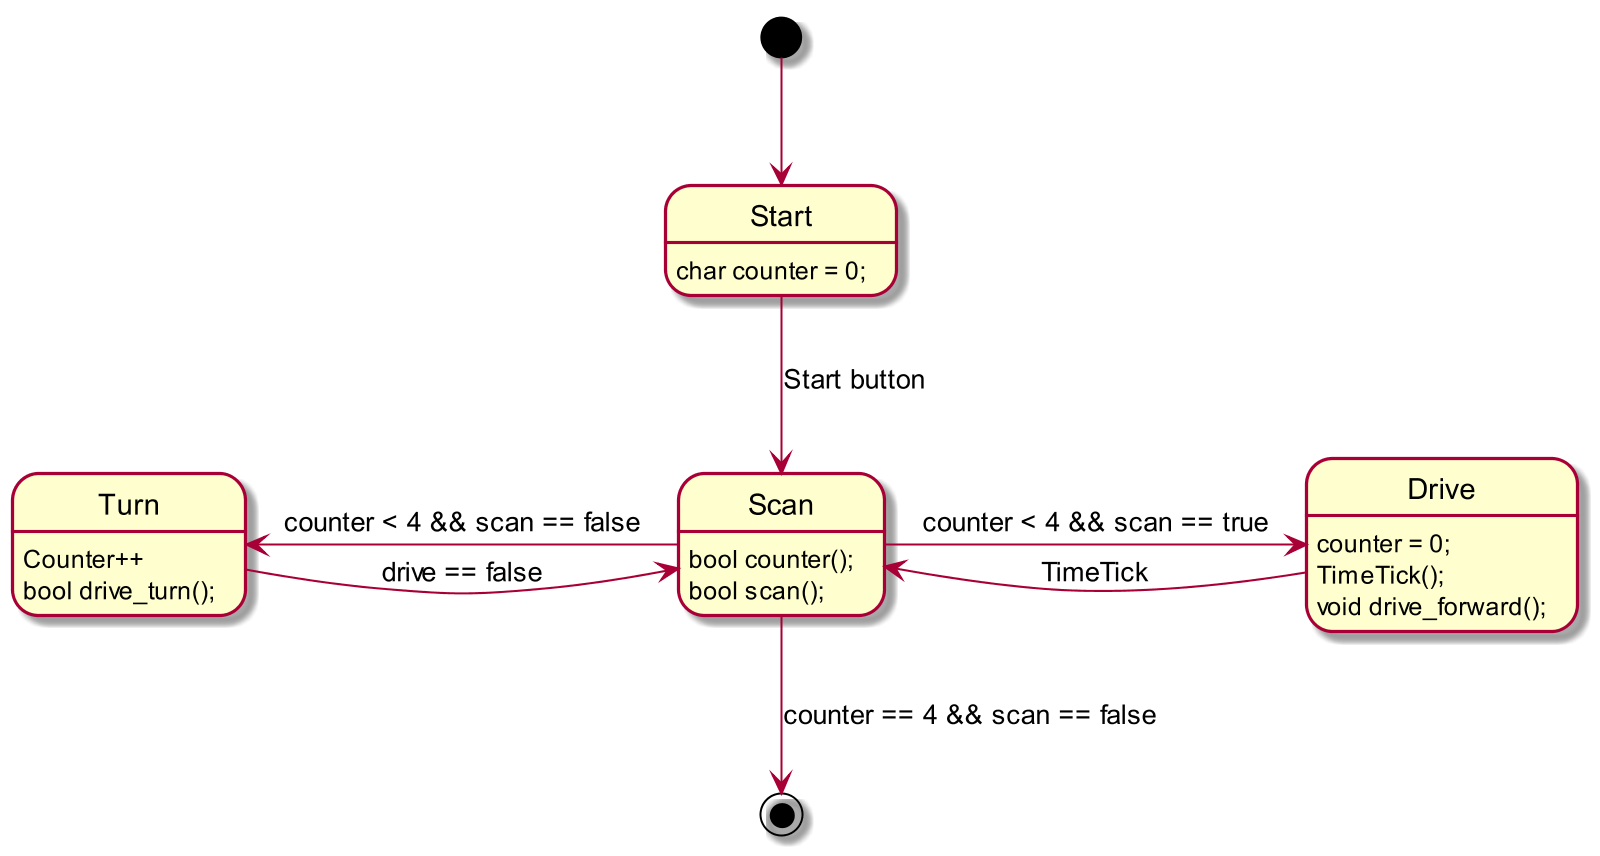 Start
char counter = 0;
Start button
Turn
Counter++
bool drive_turn();
counter < 4 && scan == false
drive == false
Scan
bool counter();
bool scan();
counter < 4 && scan == true
TimeTick
Drive
counter = 0;
TimeTick();
void drive_forward();
counter == 4 && scan == false